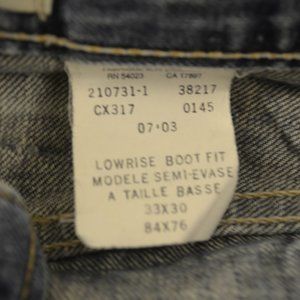 RN 54023 CA 17897
210731-1 38217
CX317 0145
07-03
LOWRISE BOOT FIT
MODELE SEMI-EVASE
A TAILLE BASSE
33X30
84X76